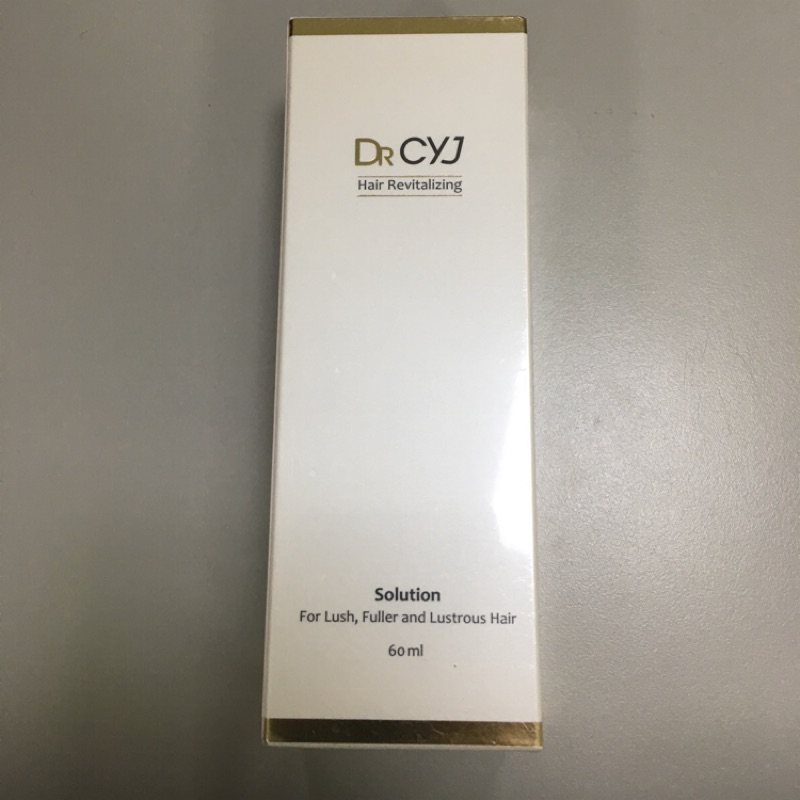 DR CYJ
Hair Revitalizing
Solution
For Lush, Fuller and Lustrous Hair
60 ml